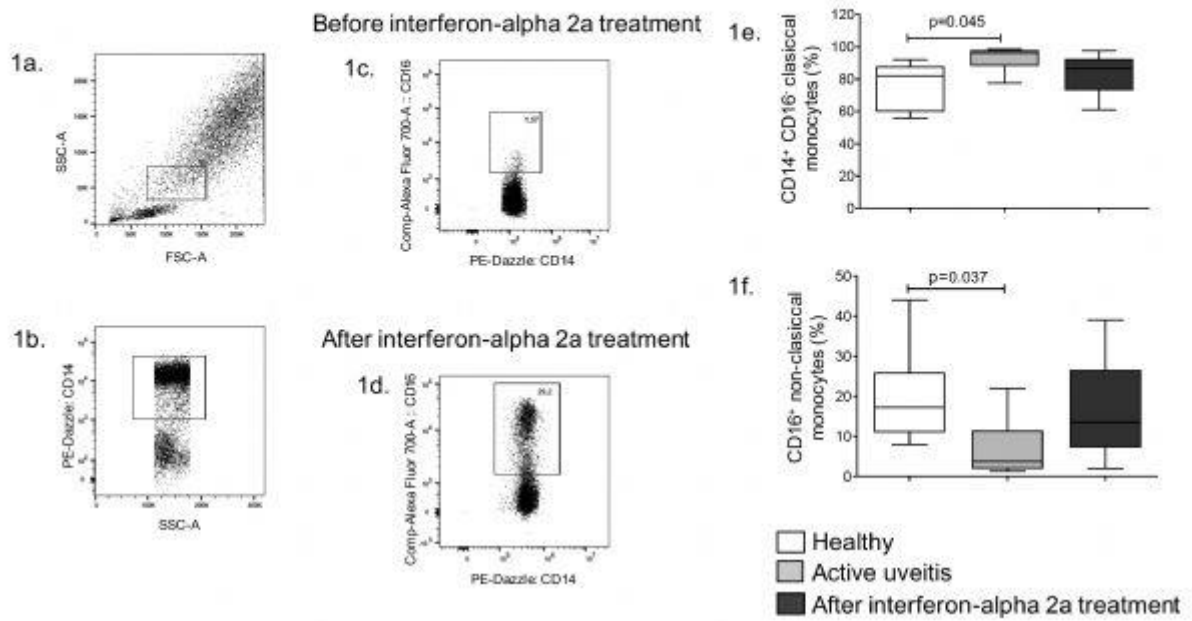 Before interferon-alpha 2a treatment
1a.
SSC-A
FSC-A
1b.
PE-Dazzle: CD14
SSC-A
1c.
Comp-Alexa Fluor 700-A :: CD16
PE-Dazzle: CD14
After interferon-alpha 2a treatment
1d.
Comp-Alexa Fluor 700-A :: CD16
PE-Dazzle: CD14
1e.
p=0.045
CD14⁺ CD16⁻ clasiccal
monocytes (%)
120
100
80
60
40
20
0
1f.
p=0.037
CD16⁺ non-clasiccal
monocytes (%)
50
40
30
20
10
0
Healthy
Active uveitis
After interferon-alpha 2a treatment